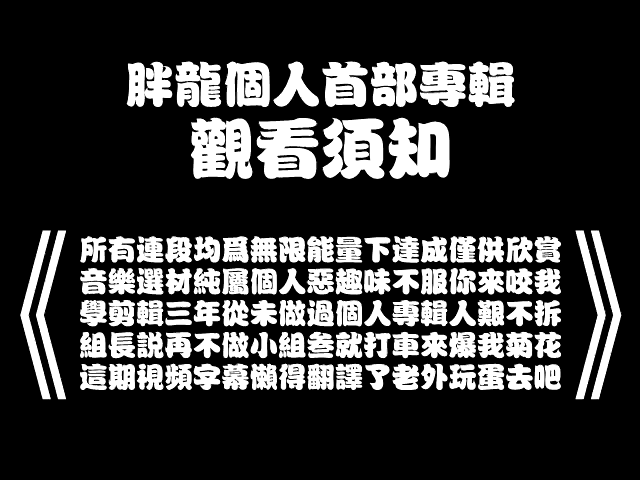 胖龍個人首部專輯
觀看須知
所有連段均爲無限能量下達成僅供欣賞
音樂選材純屬個人惡趣味不服你來咬我
學剪輯三年從未做過個人專輯人艱不拆
組長説再不做小組叁就打車來爆我菊花
這期視頻字幕懶得翻譯了老外玩蛋去吧